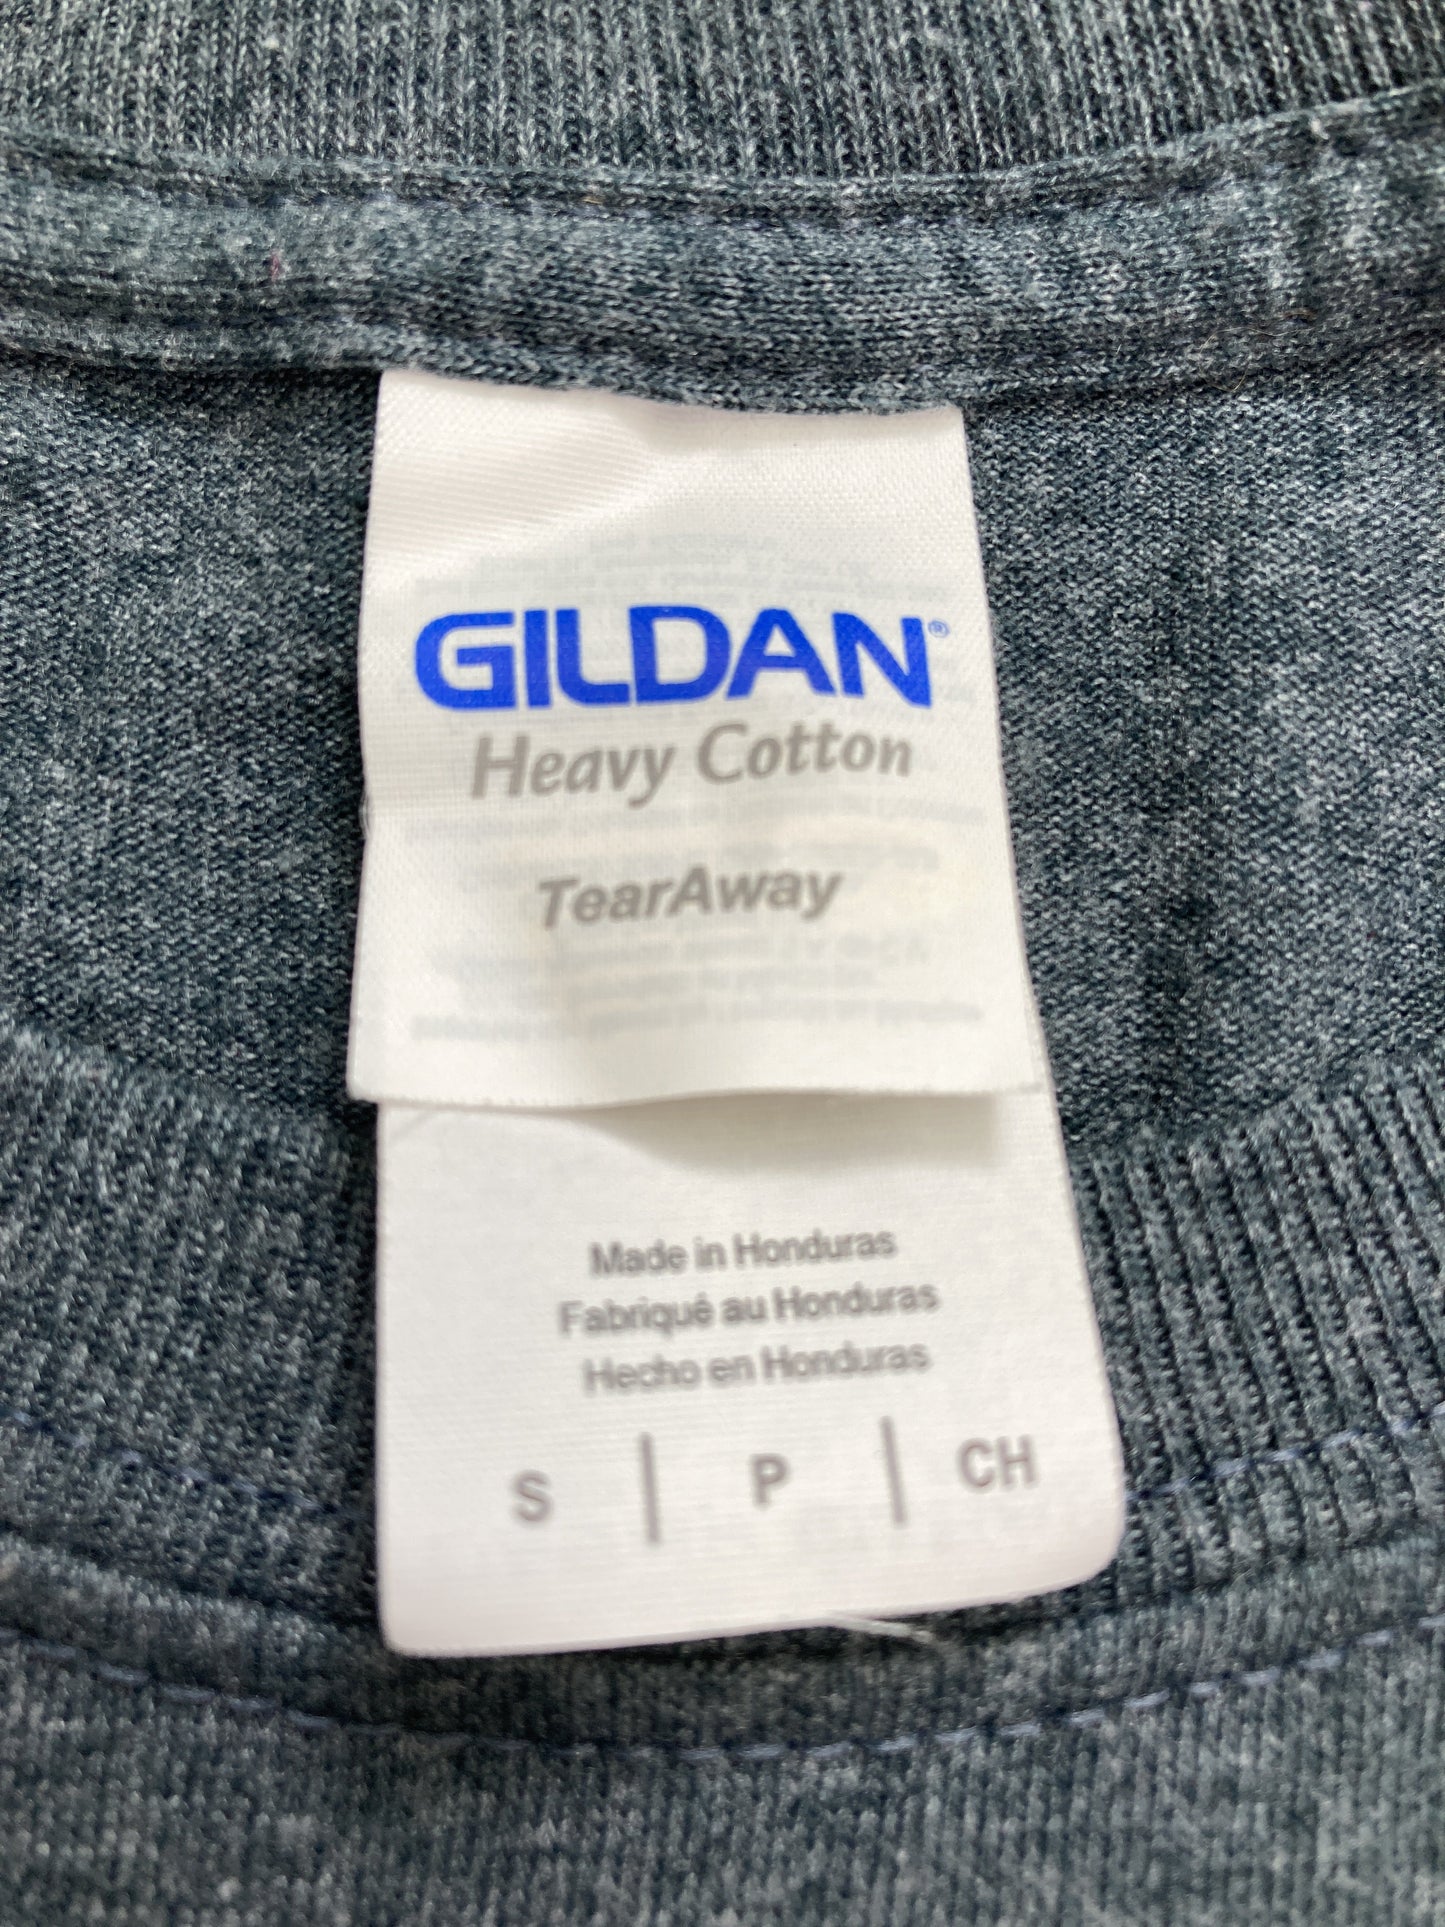 GILDAN®
Heavy Cotton
TearAway
Made in Honduras
Fabriqué au Honduras
Hecho en Honduras
S | P | CH